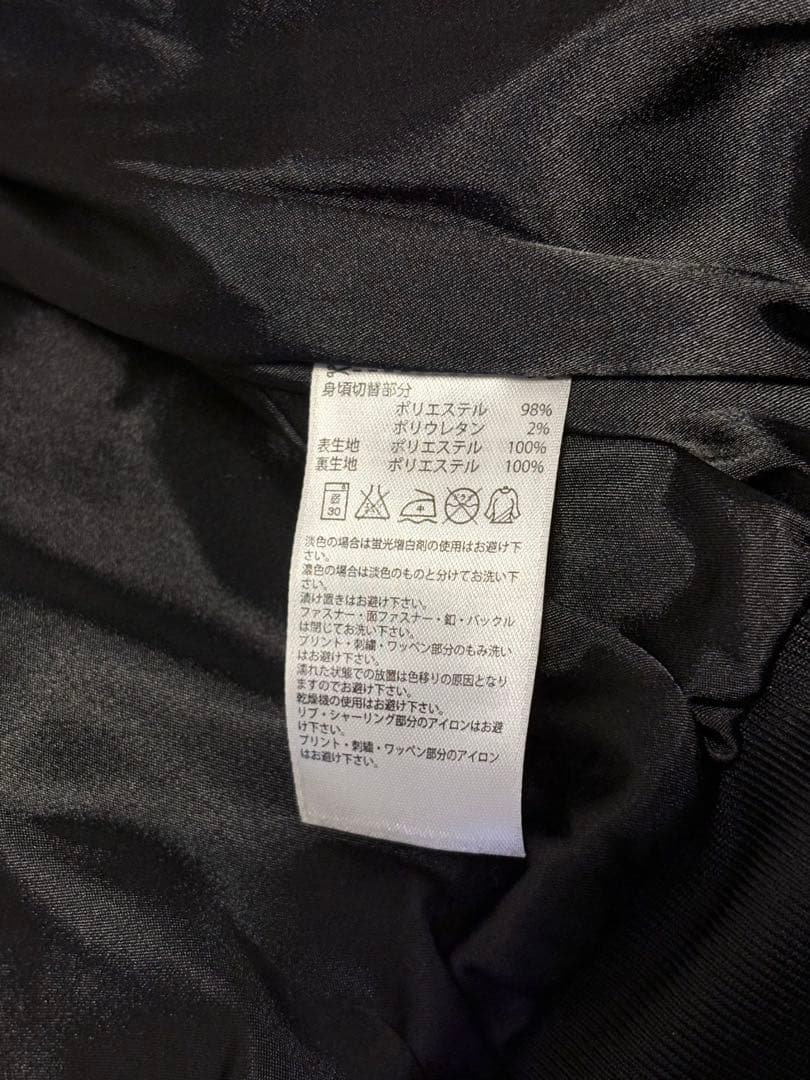 身頃切替部分
ポリエステル 98%
ポリウレタン 2%
表生地 ポリエステル 100%
裏生地 ポリエステル 100%
30 中
淡色の場合は蛍光増白剤の使用はお避け下
さい。
濃色の場合は淡色のものと分けてお洗い下
さい。
漬け置きはお避け下さい。
ファスナー・面ファスナー・釦・バックル
は閉じてお洗い下さい。
プリント・刺繍・ワッペン部分のもみ洗い
はお避け下さい。
濡れた状態での放置は色移りの原因となり
ますのでお避け下さい。
乾燥機の使用はお避け下さい。
リブ・シャーリング部分のアイロンはお避
け下さい。
プリント・刺繍・ワッペン部分のアイロン
はお避け下さい。